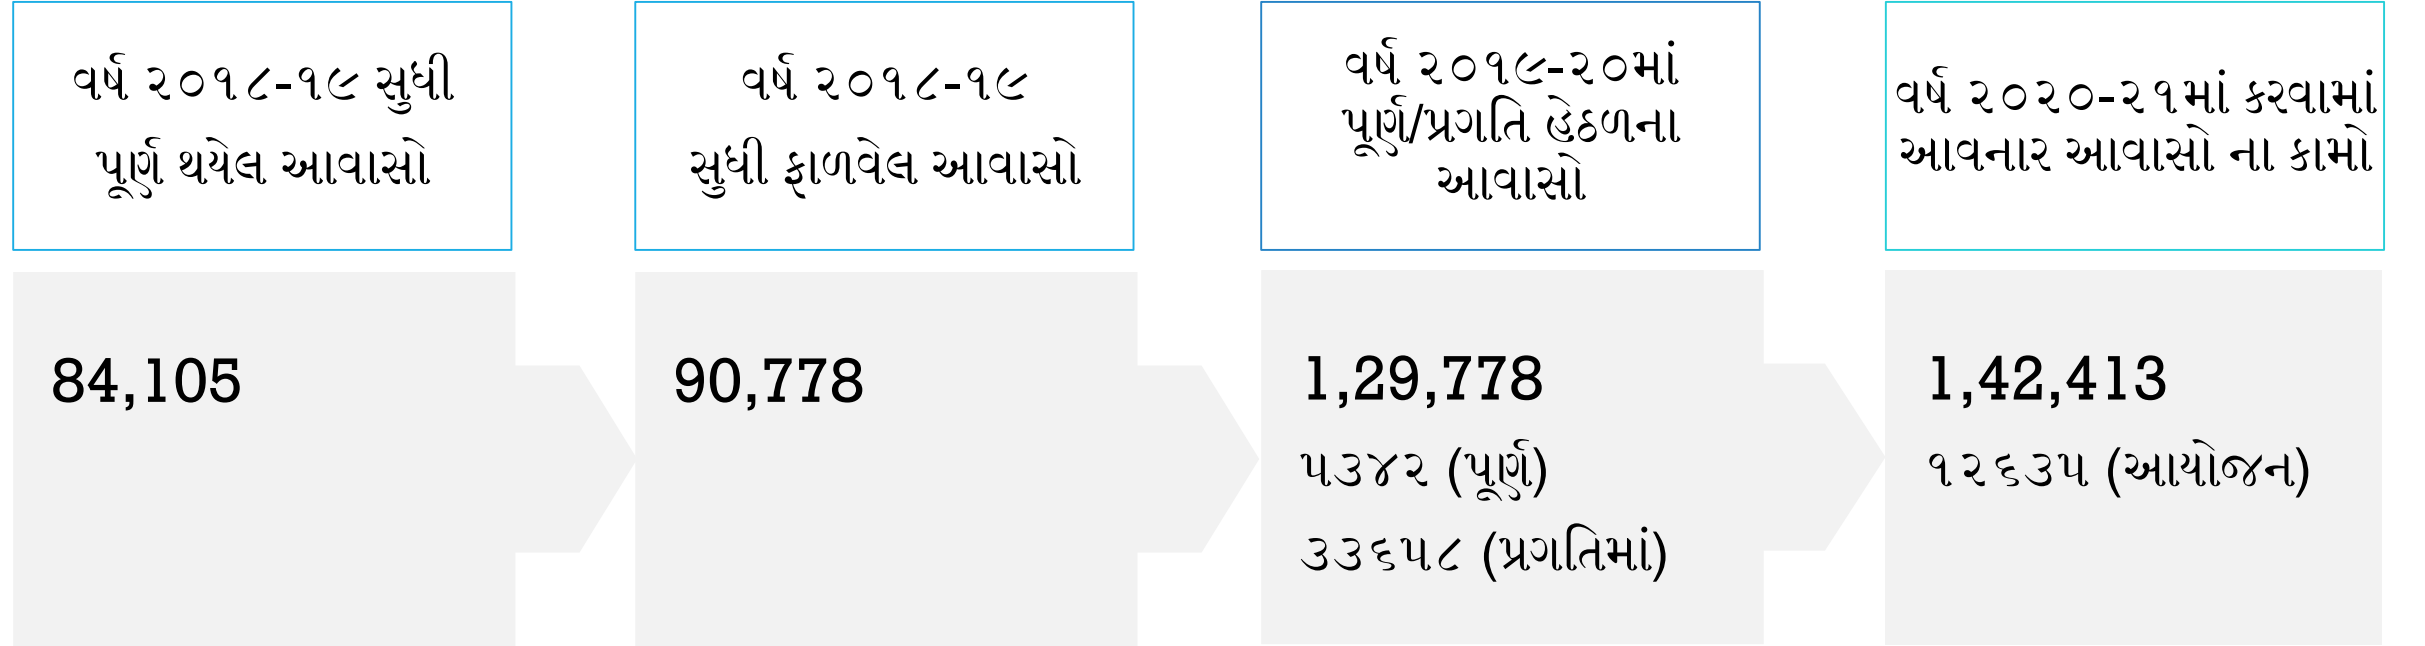 વર્ષ ૨૦૧૮-૧૯ સુધી
પૂર્ણ થયેલ આવાસો
84,105
વર્ષ ૨૦૧૮-૧૯
સુધી ફાળવેલ આવાસો
90,778
વર્ષ ૨૦૧૯-૨૦માં
પૂર્ણ/પ્રગતિ હેઠળના
આવાસો
1,29,778
૫૩૪૨ (પૂર્ણ)
૩૩૬૫૮ (પ્રગતિમાં)
વર્ષ ૨૦૨૦-૨૧માં કરવામાં
આવનાર આવાસો ના કામો
1,42,413
૧૨૬૩૫ (આયોજન)